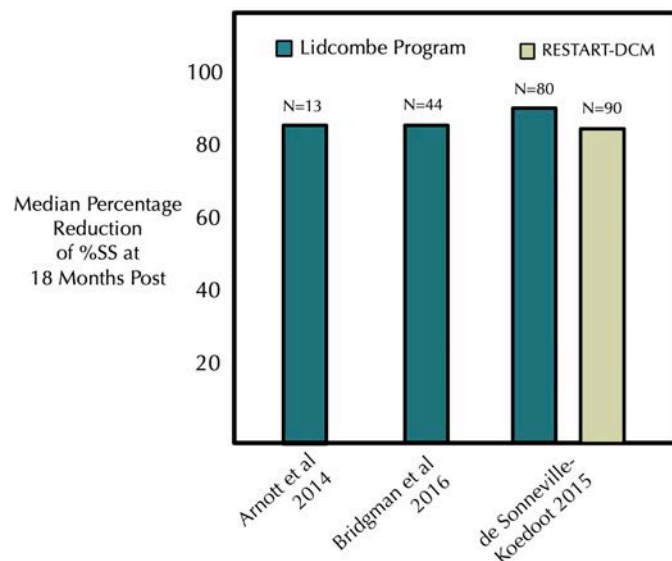 Lidcombe Program
RESTART-DCM
100
80
60
40
20
N=13
N=44
N=80
N=90
Median Percentage
Reduction
of %SS at
18 Months Post
Arnott et al
2014
Bridgman et al
2016
de Sonneville-
Koedoot 2015